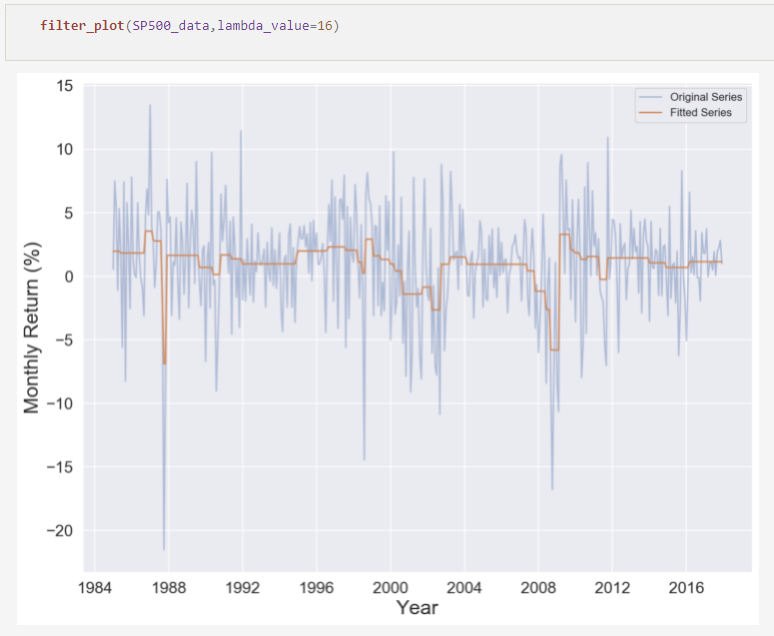 filter_plot(SP500_data,lambda_value=16)
Original Series
Fitted Series
15
10
5
0
−5
−10
−15
−20
Monthly Return (%)
1984 1988 1992 1996 2000 2004 2008 2012 2016
Year